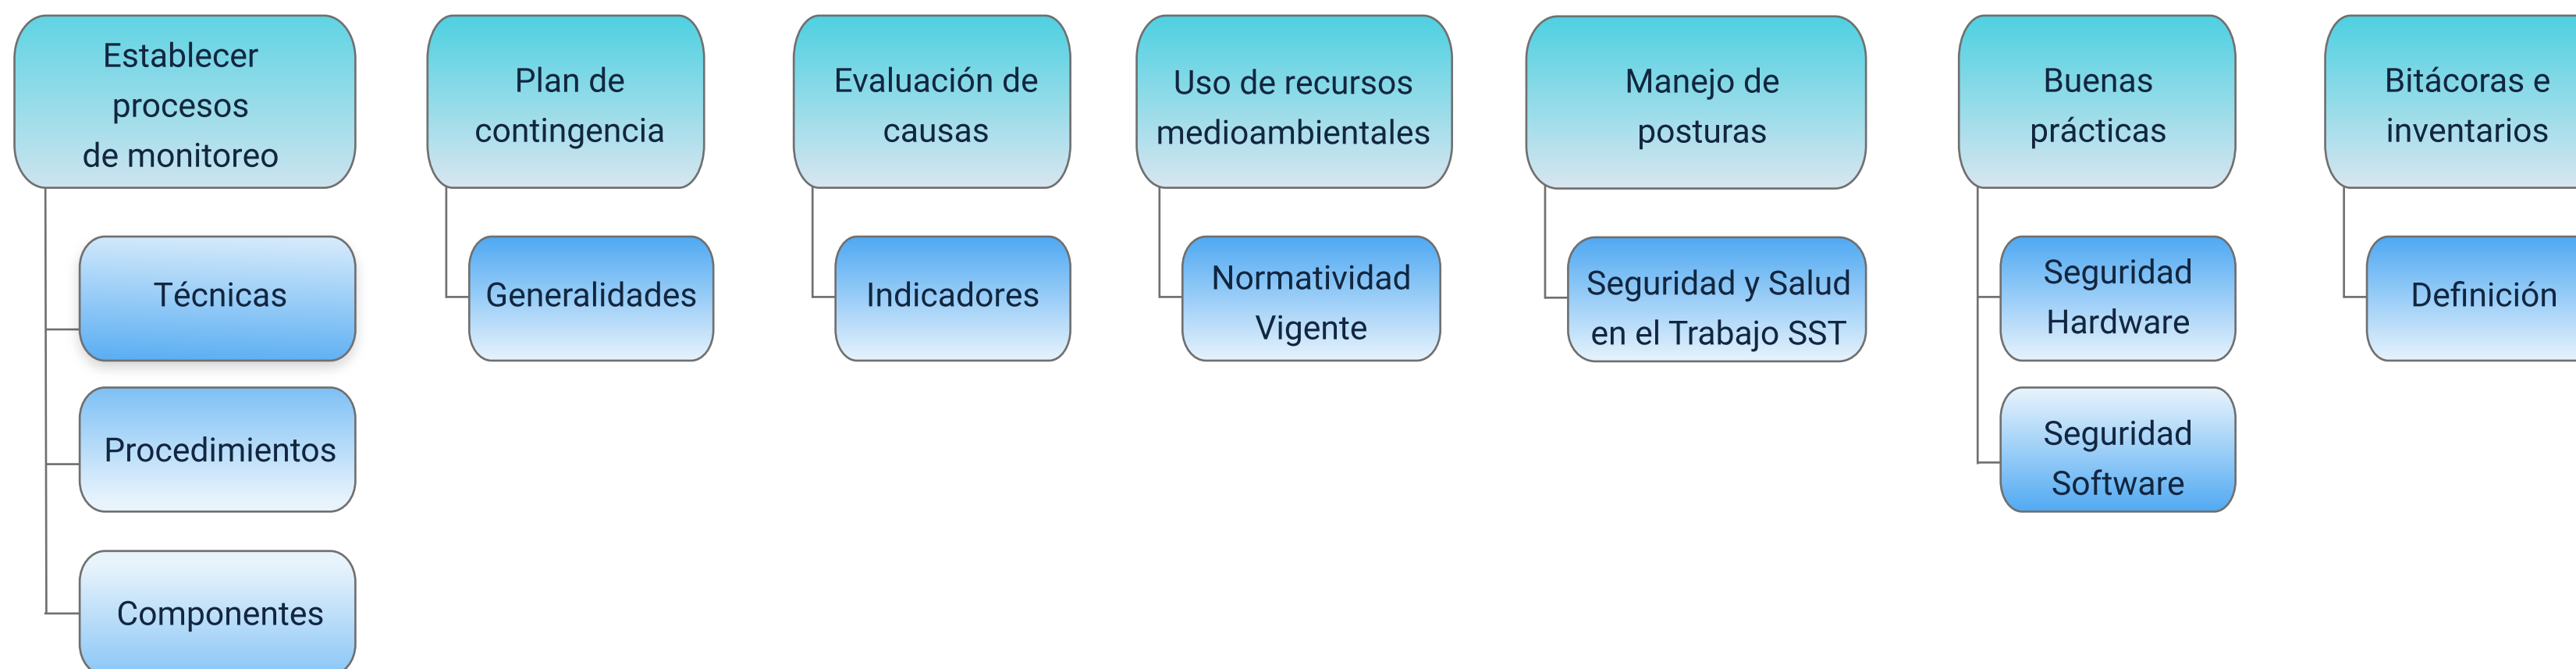 Establecer
procesos
de monitoreo
Técnicas
Procedimientos
Componentes
Plan de
contingencia
Generalidades
Evaluación de
causas
Indicadores
Uso de recursos
medioambientales
Normatividad
Vigente
Manejo de
posturas
Seguridad y Salud
en el Trabajo SST
Buenas
prácticas
Seguridad
Hardware
Seguridad
Software
Bitácoras e
inventarios
Definición